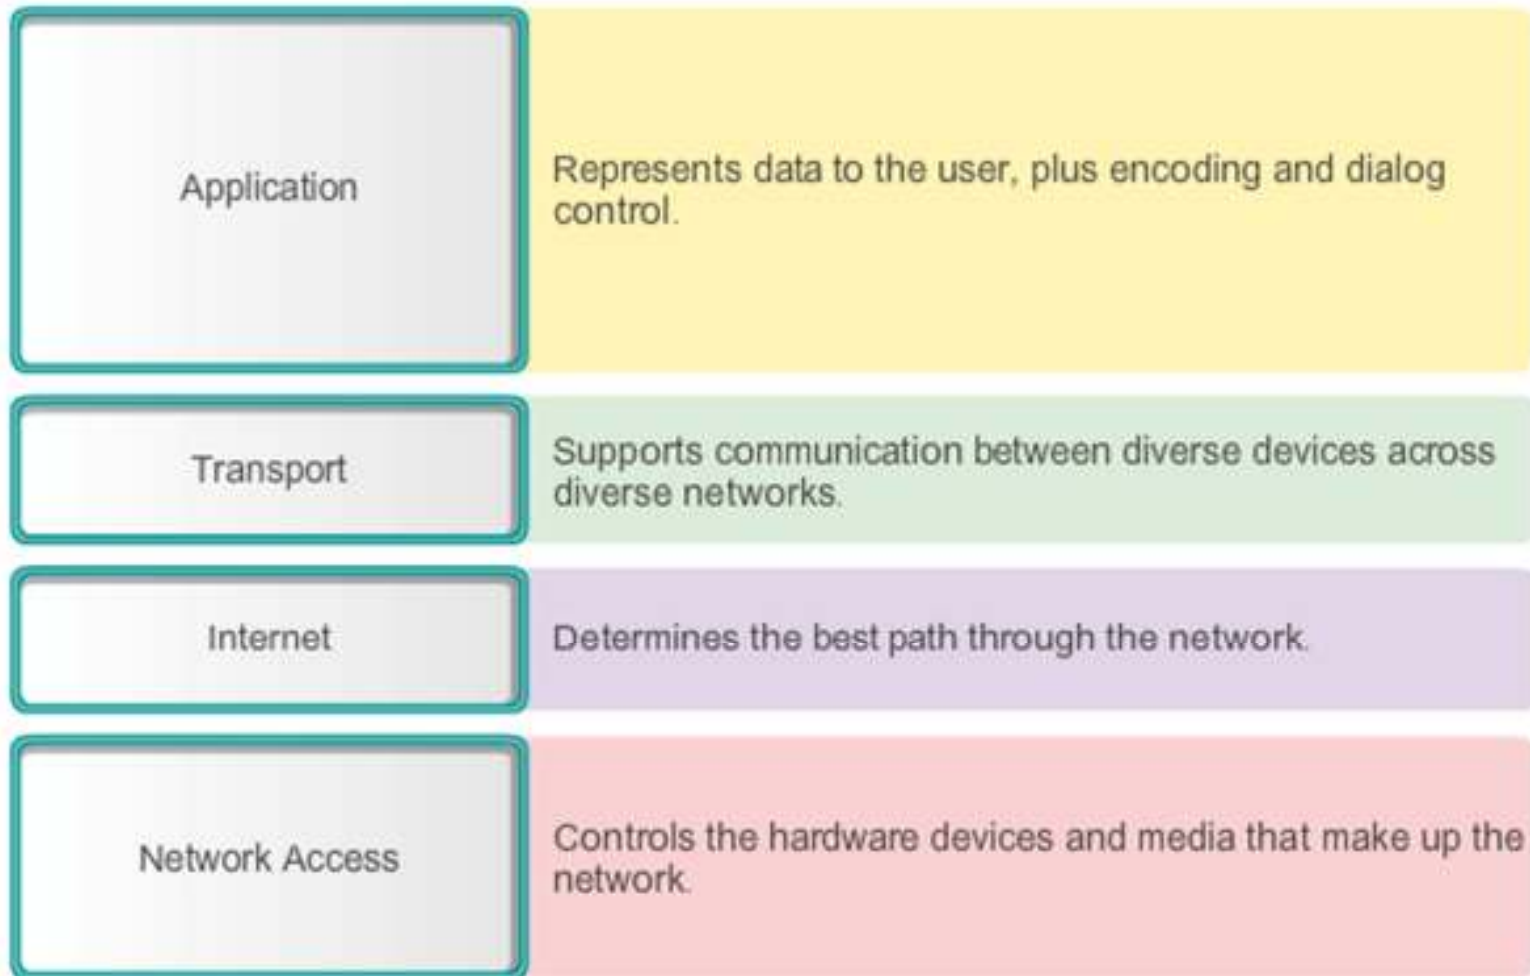 Application
Represents data to the user, plus encoding and dialog
control.
Transport
Supports communication between diverse devices across
diverse networks.
Internet
Determines the best path through the network.
Network Access
Controls the hardware devices and media that make up the
network.